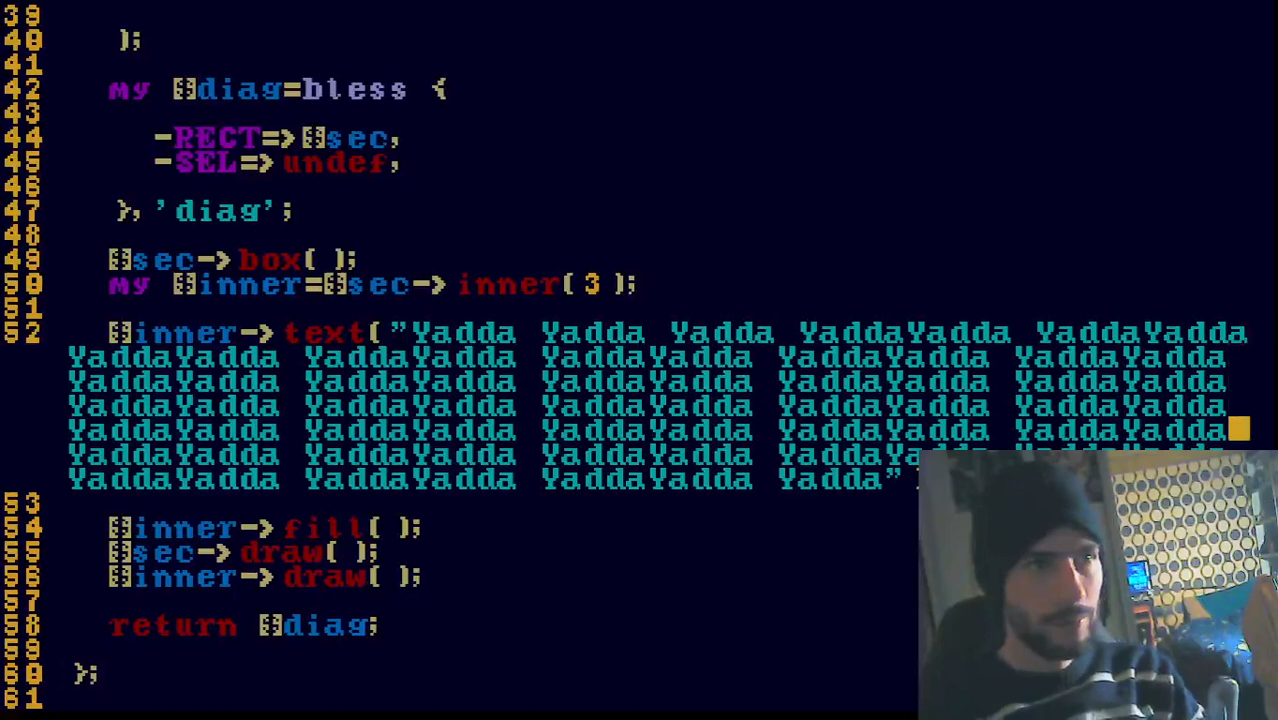 39
40 );
41
42 my $diag=bless {
43
44 -RECT=>$sec,
45 -SEL=>undef,
46
47 },'diag';
48
49 $sec->box( );
50 my $inner=$sec->inner( 3 );
51
52 $inner->text( "Yadda Yadda Yadda YaddaYadda YaddaYadda
YaddaYadda YaddaYadda YaddaYadda YaddaYadda YaddaYadda
YaddaYadda YaddaYadda YaddaYadda YaddaYadda YaddaYadda
YaddaYadda YaddaYadda YaddaYadda YaddaYadda YaddaYadda
YaddaYadda YaddaYadda YaddaYadda YaddaYadda YaddaYadda
YaddaYadda YaddaYadda YaddaYadda YaddaYadda YaddaYadda
YaddaYadda YaddaYadda YaddaYadda Yadda"
53
54 $inner->fill( );
55 $sec->draw( );
56 $inner->draw( );
57
58 return $diag;
59
60 };
61